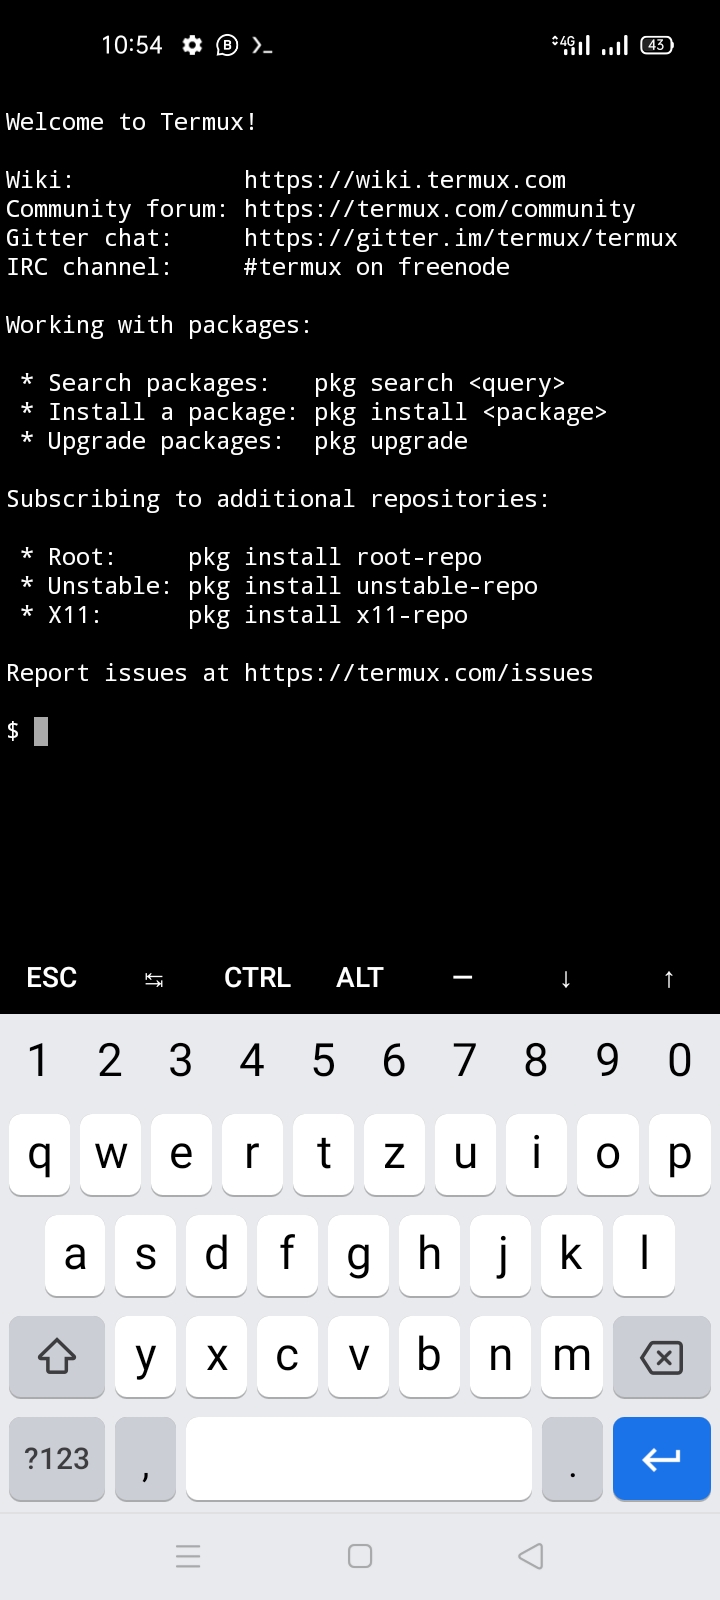 10:54 B 4G 43
Welcome to Termux!
Wiki: https://wiki.termux.com
Community forum: https://termux.com/community
Gitter chat: https://gitter.im/termux/termux
IRC channel: #termux on freenode
Working with packages:
* Search packages: pkg search <query>
* Install a package: pkg install <package>
* Upgrade packages: pkg upgrade
Subscribing to additional repositories:
* Root: pkg install root-repo
* Unstable: pkg install unstable-repo
* X11: pkg install x11-repo
Report issues at https://termux.com/issues
$
ESC ↹ CTRL ALT — ↓ ↑
1 2 3 4 5 6 7 8 9 0
q w e r t z u i o p
a s d f g h j k l
y x c v b n m
?123 , .